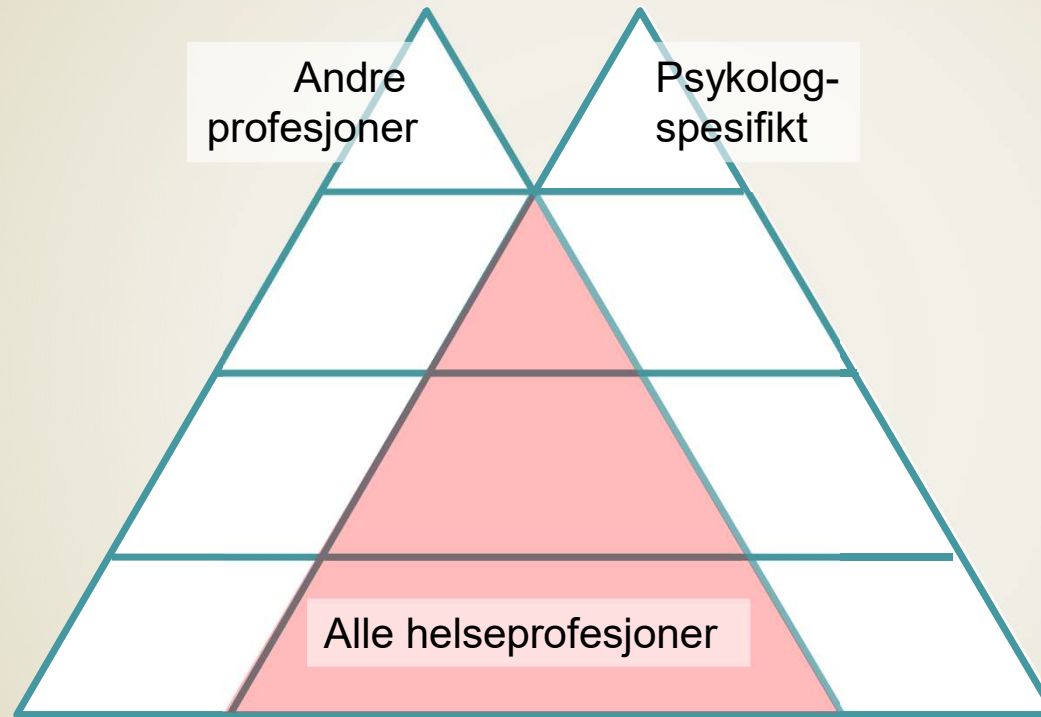 Andre
profesjoner
Psykolog-
spesifikt
Alle helseprofesjoner